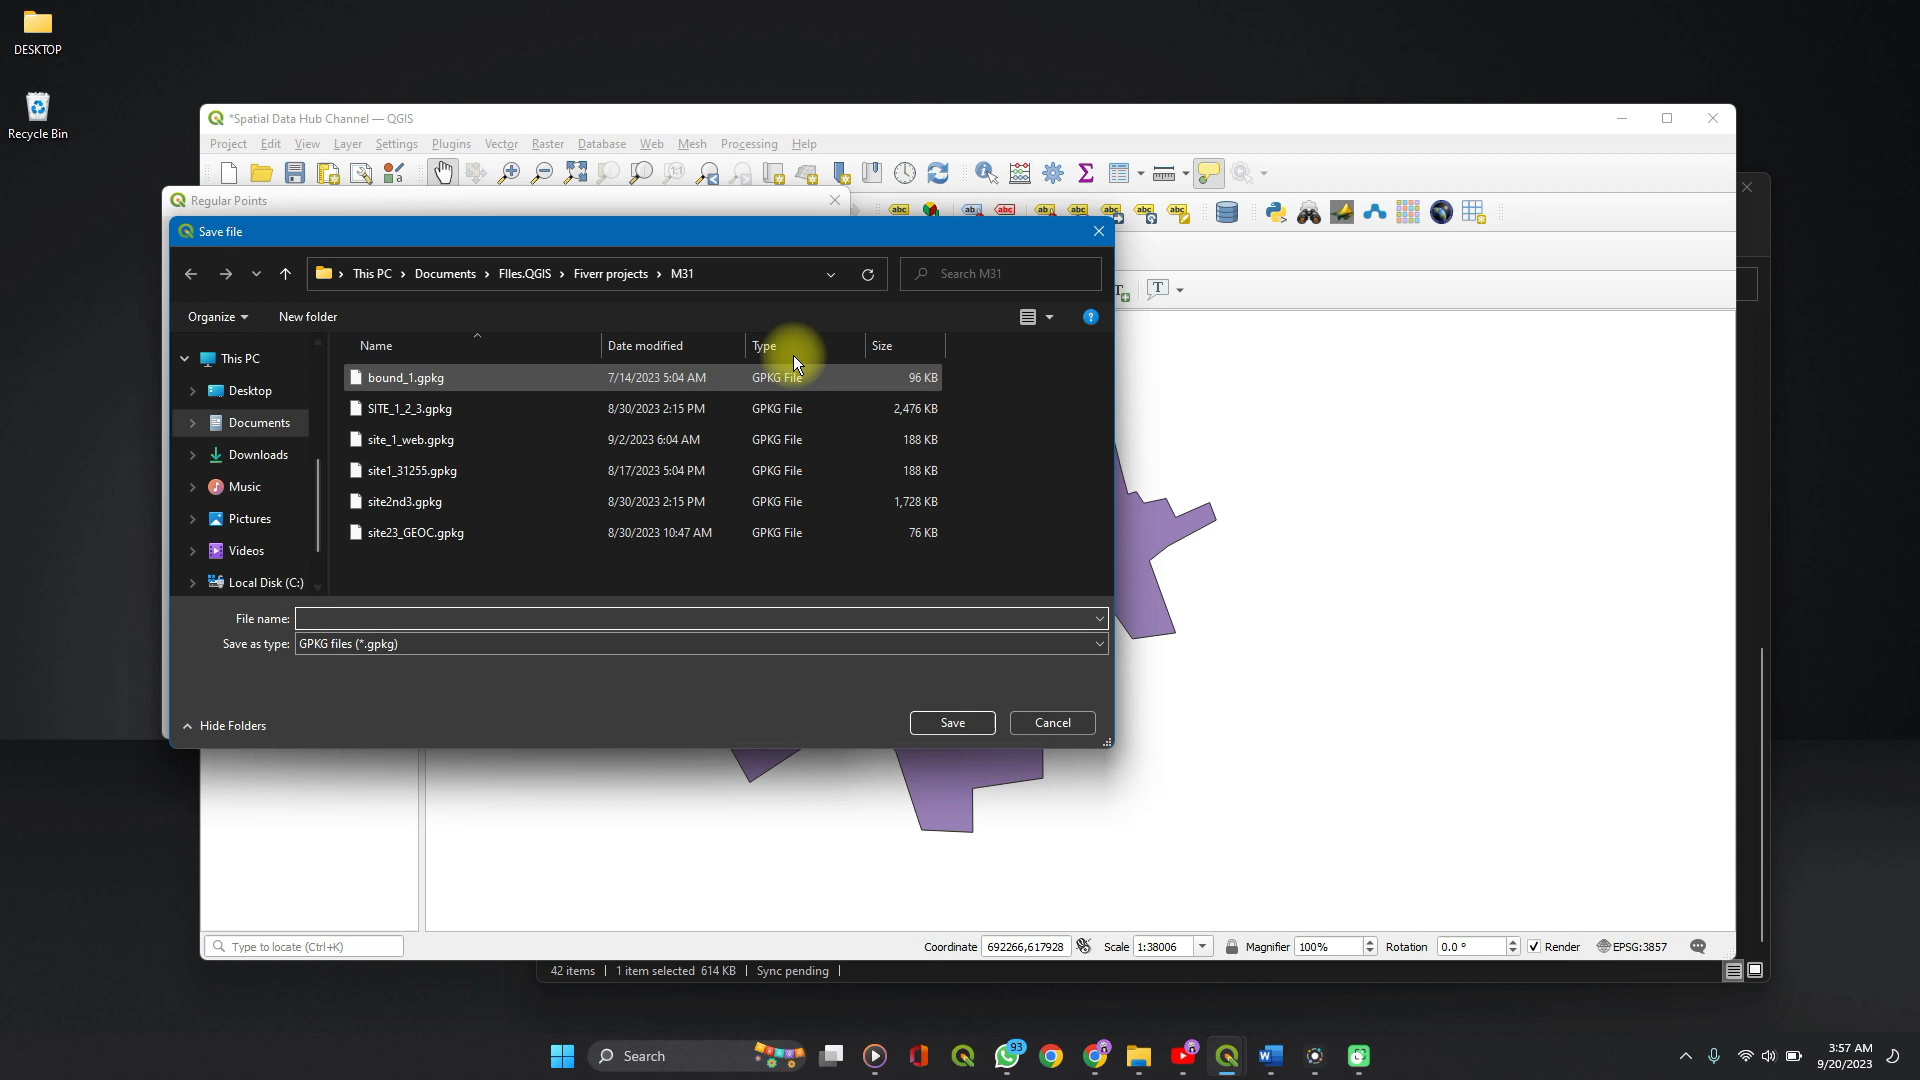 DESKTOP
Recycle Bin
*Spatial Data Hub Channel — QGIS
Project Edit View Layer Settings Plugins Vector Raster Database Web Mesh Processing Help
Regular Points
abc abc abc abc abc abc abc abc
Save file
This PC > Documents > FIles.QGIS > Fiverr projects > M31
Search M31
Organize New folder
Name Date modified Type Size
This PC
Desktop
Documents
Downloads
Music
Pictures
Videos
Local Disk (C:)
bound_1.gpkg 7/14/2023 5:04 AM GPKG File 96 KB
SITE_1_2_3.gpkg 8/30/2023 2:15 PM GPKG File 2,476 KB
site_1_web.gpkg 9/2/2023 6:04 AM GPKG File 188 KB
site1_31255.gpkg 8/17/2023 5:04 PM GPKG File 188 KB
site2nd3.gpkg 8/30/2023 2:15 PM GPKG File 1,728 KB
site23_GEOC.gpkg 8/30/2023 10:47 AM GPKG File 76 KB
File name:
Save as type: GPKG files (*.gpkg)
Hide Folders Save Cancel
Type to locate (Ctrl+K) Coordinate 692266,617928 Scale 1:38006 Magnifier 100% Rotation 0.0 ° Render EPSG:3857
42 items 1 item selected 614 KB Sync pending
Search 93 3:57 AM
9/20/2023